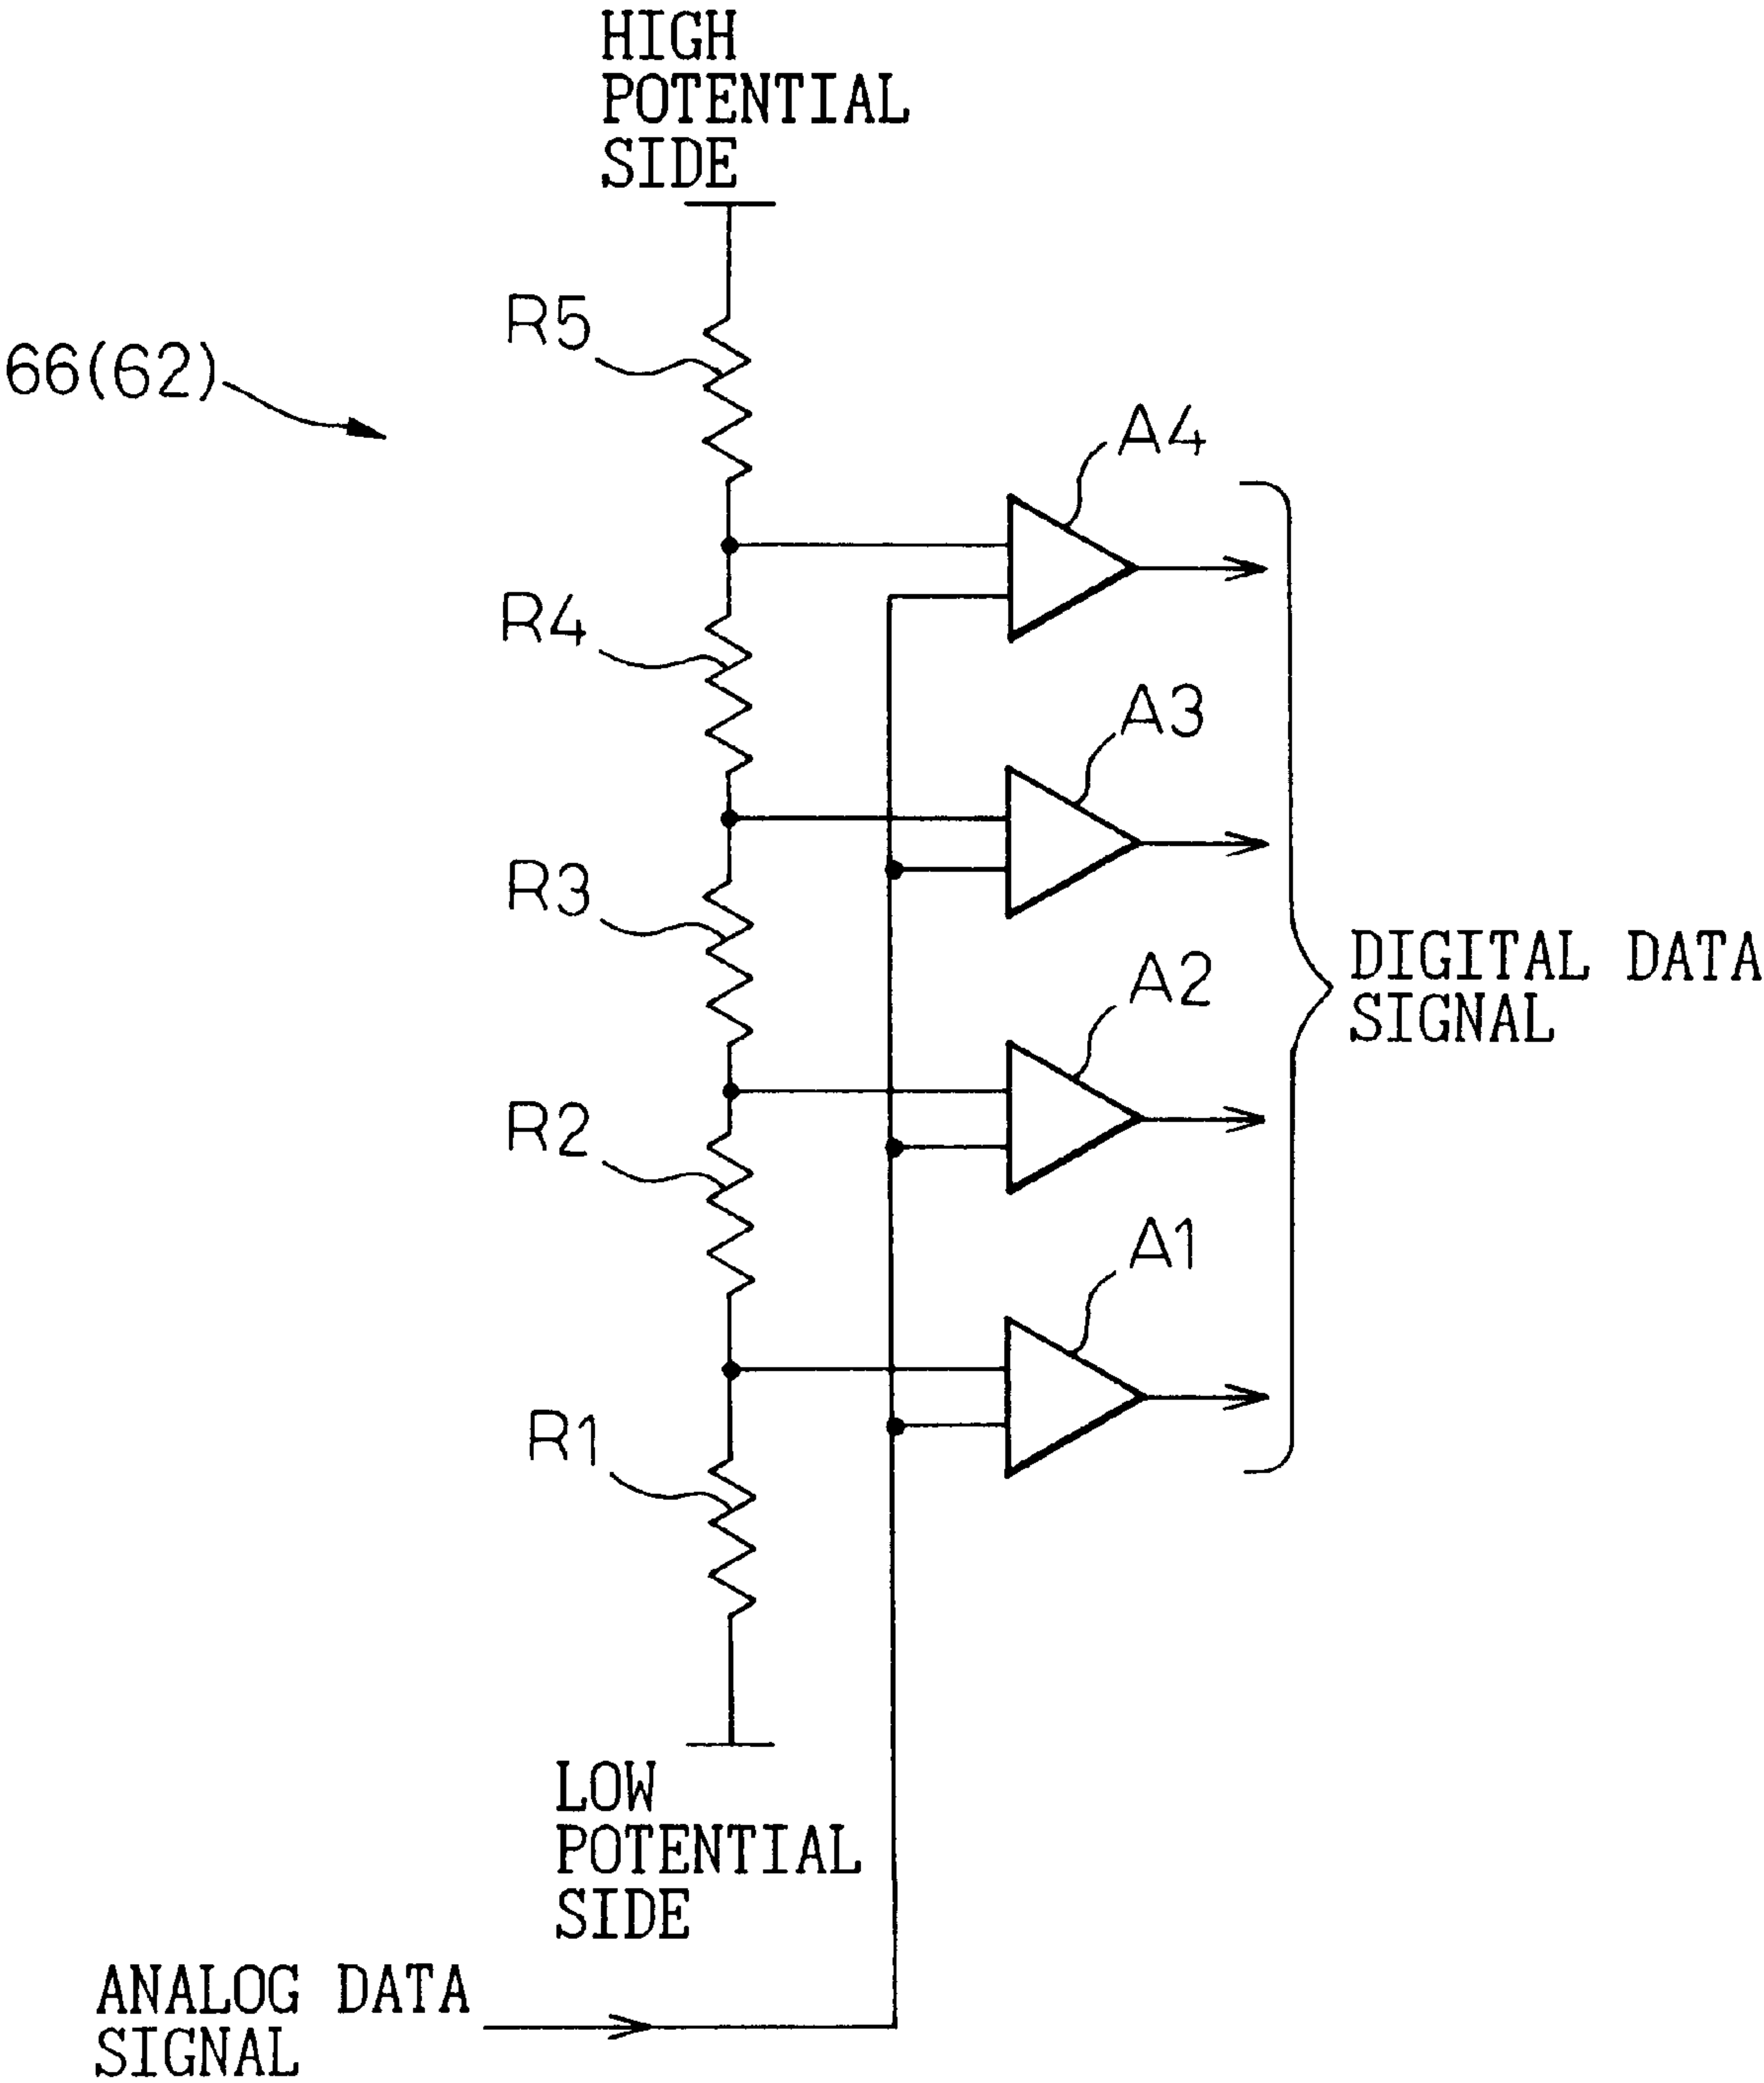 HIGH
POTENTIAL
SIDE
R5
66(62)
A4
R4
A3
R3
DIGITAL DATA
SIGNAL
A2
R2
A1
R1
LOW
POTENTIAL
SIDE
ANALOG DATA
SIGNAL